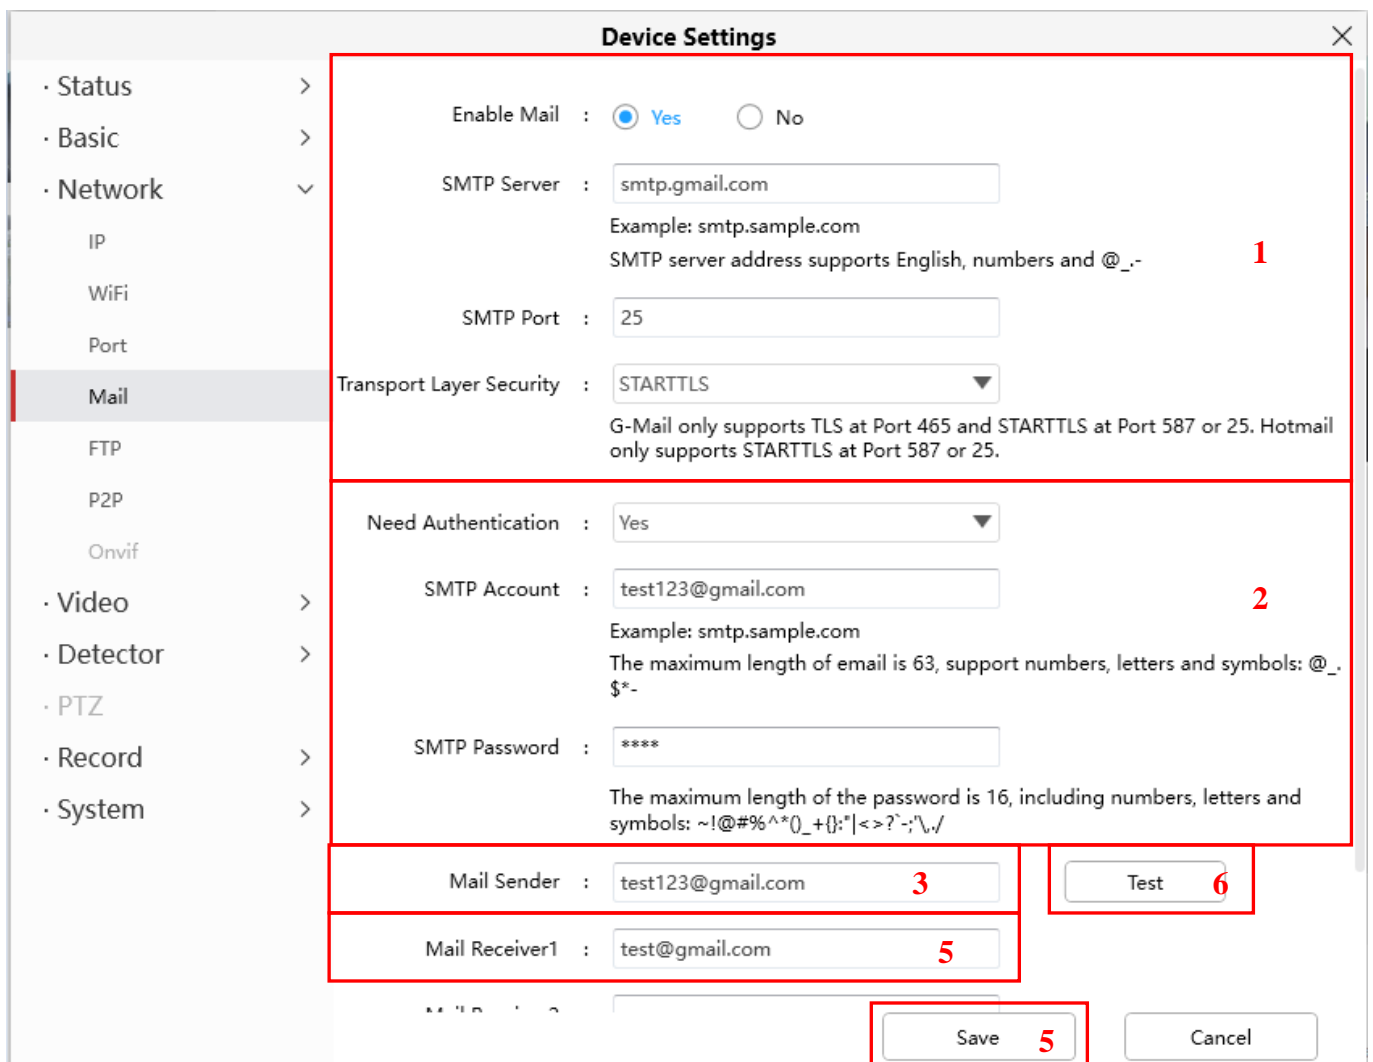 Device Settings
· Status
· Basic
· Network
IP
WiFi
Port
Mail
FTP
P2P
Onvif
· Video
· Detector
· PTZ
· Record
· System
Enable Mail : Yes No
SMTP Server : smtp.gmail.com
Example: smtp.sample.com
SMTP server address supports English, numbers and @_.-
1
SMTP Port : 25
Transport Layer Security : STARTTLS
G-Mail only supports TLS at Port 465 and STARTTLS at Port 587 or 25. Hotmail
only supports STARTTLS at Port 587 or 25.
Need Authentication : Yes
SMTP Account : test123@gmail.com
2
Example: smtp.sample.com
The maximum length of email is 63, support numbers, letters and symbols: @_.
$*-
SMTP Password : ****
The maximum length of the password is 16, including numbers, letters and
symbols: ~!@#%^*()_+{}:"|<>?`-;'\,./
Mail Sender : test123@gmail.com 3
Test 6
Mail Receiver1 : test@gmail.com 5
Save 5
Cancel